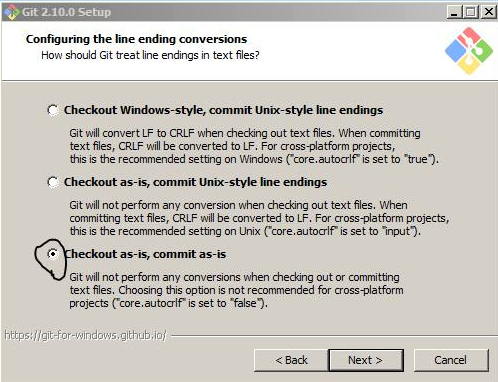 Git 2.10.0 Setup
Configuring the line ending conversions
How should Git treat line endings in text files?
Checkout Windows-style, commit Unix-style line endings
Git will convert LF to CRLF when checking out text files. When committing
text files, CRLF will be converted to LF. For cross-platform projects,
this is the recommended setting on Windows ("core.autocrlf" is set to "true").
Checkout as-is, commit Unix-style line endings
Git will not perform any conversion when checking out text files. When
committing text files, CRLF will be converted to LF. For cross-platform projects,
this is the recommended setting on Unix ("core.autocrlf" is set to "input").
Checkout as-is, commit as-is
Git will not perform any conversions when checking out or committing
text files. Choosing this option is not recommended for cross-platform
projects ("core.autocrlf" is set to "false").
https://git-for-windows.github.io/
< Back Next > Cancel